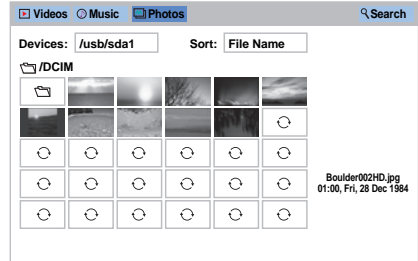 Videos Music Photos Search
Devices: /usb/sda1 Sort: File Name
/DCIM
Boulder002HD.jpg
01:00, Fri, 28 Dec 1984